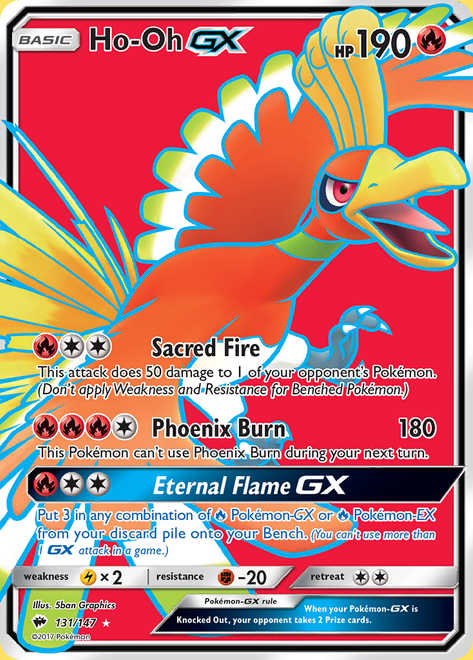 BASIC Ho-Oh GX HP 190
Sacred Fire
This attack does 50 damage to 1 of your opponent's Pokémon.
(Don't apply Weakness and Resistance for Benched Pokémon.)
Phoenix Burn 180
This Pokémon can't use Phoenix Burn during your next turn.
Eternal Flame GX
Put 3 in any combination of Pokémon-GX or Pokémon-EX
from your discard pile onto your Bench. (You can't use more
than 1 GX attack in a game.)
weakness ×2 resistance -20 retreat
Illus. Sban Graphics
131/147
©2017 Pokémon
Pokémon-GX rule
When your Pokémon-GX is
Knocked Out, your opponent takes 2 Prize cards.